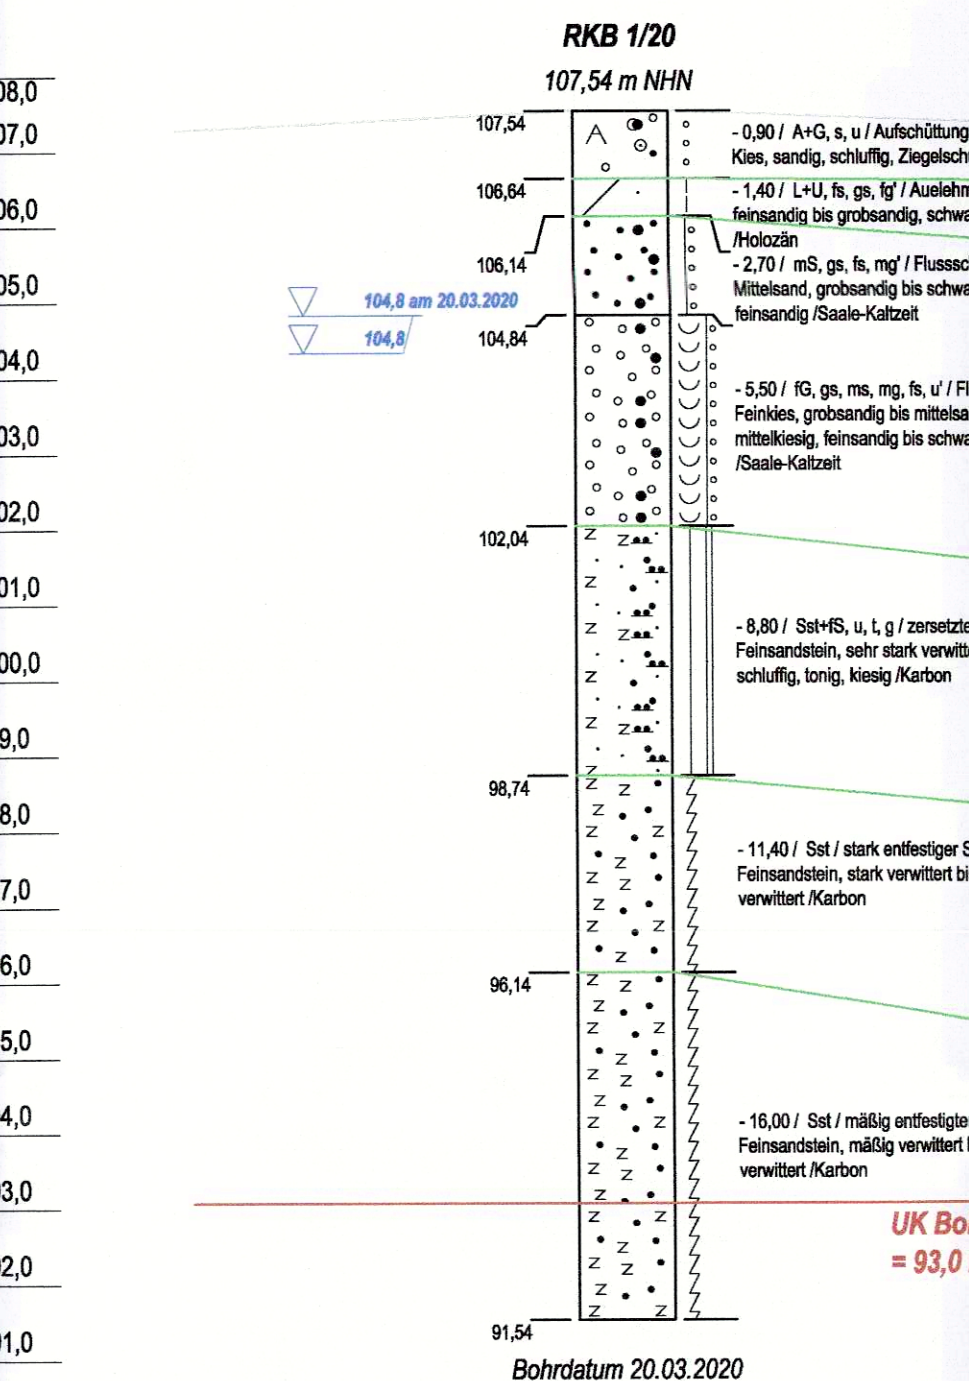 RKB 1/20
107,54 m NHN
08,0
07,0
06,0
05,0
04,0
03,0
02,0
01,0
00,0
9,0
8,0
7,0
6,0
5,0
4,0
3,0
2,0
1,0
107,54
106,64
106,14
104,84
102,04
98,74
96,14
91,54
A
104,8 am 20.03.2020
104,8
- 0,90 / A+G, s, u / Aufschüttung
Kies, sandig, schluffig, Ziegelsch
- 1,40 / L+U, fs, gs, fg' / Auelehm
feinsandig bis grobsandig, schwa
/Holozän
- 2,70 / mS, gs, fs, mg' / Flusssc
Mittelsand, grobsandig bis schwa
feinsandig /Saale-Kaltzeit
- 5,50 / fG, gs, ms, mg, fs, u' / Fl
Feinkies, grobsandig bis mittelsa
mittelkiesig, feinsandig bis schwa
/Saale-Kaltzeit
- 8,80 / Sst+fS, u, t, g / zersetzte
Feinsandstein, sehr stark verwitte
schluffig, tonig, kiesig /Karbon
- 11,40 / Sst / stark entfestiger S
Feinsandstein, stark verwittert bi
verwittert /Karbon
- 16,00 / Sst / mäßig entfestigte
Feinsandstein, mäßig verwittert
verwittert /Karbon
UK Bo
= 93,0
Bohrdatum 20.03.2020